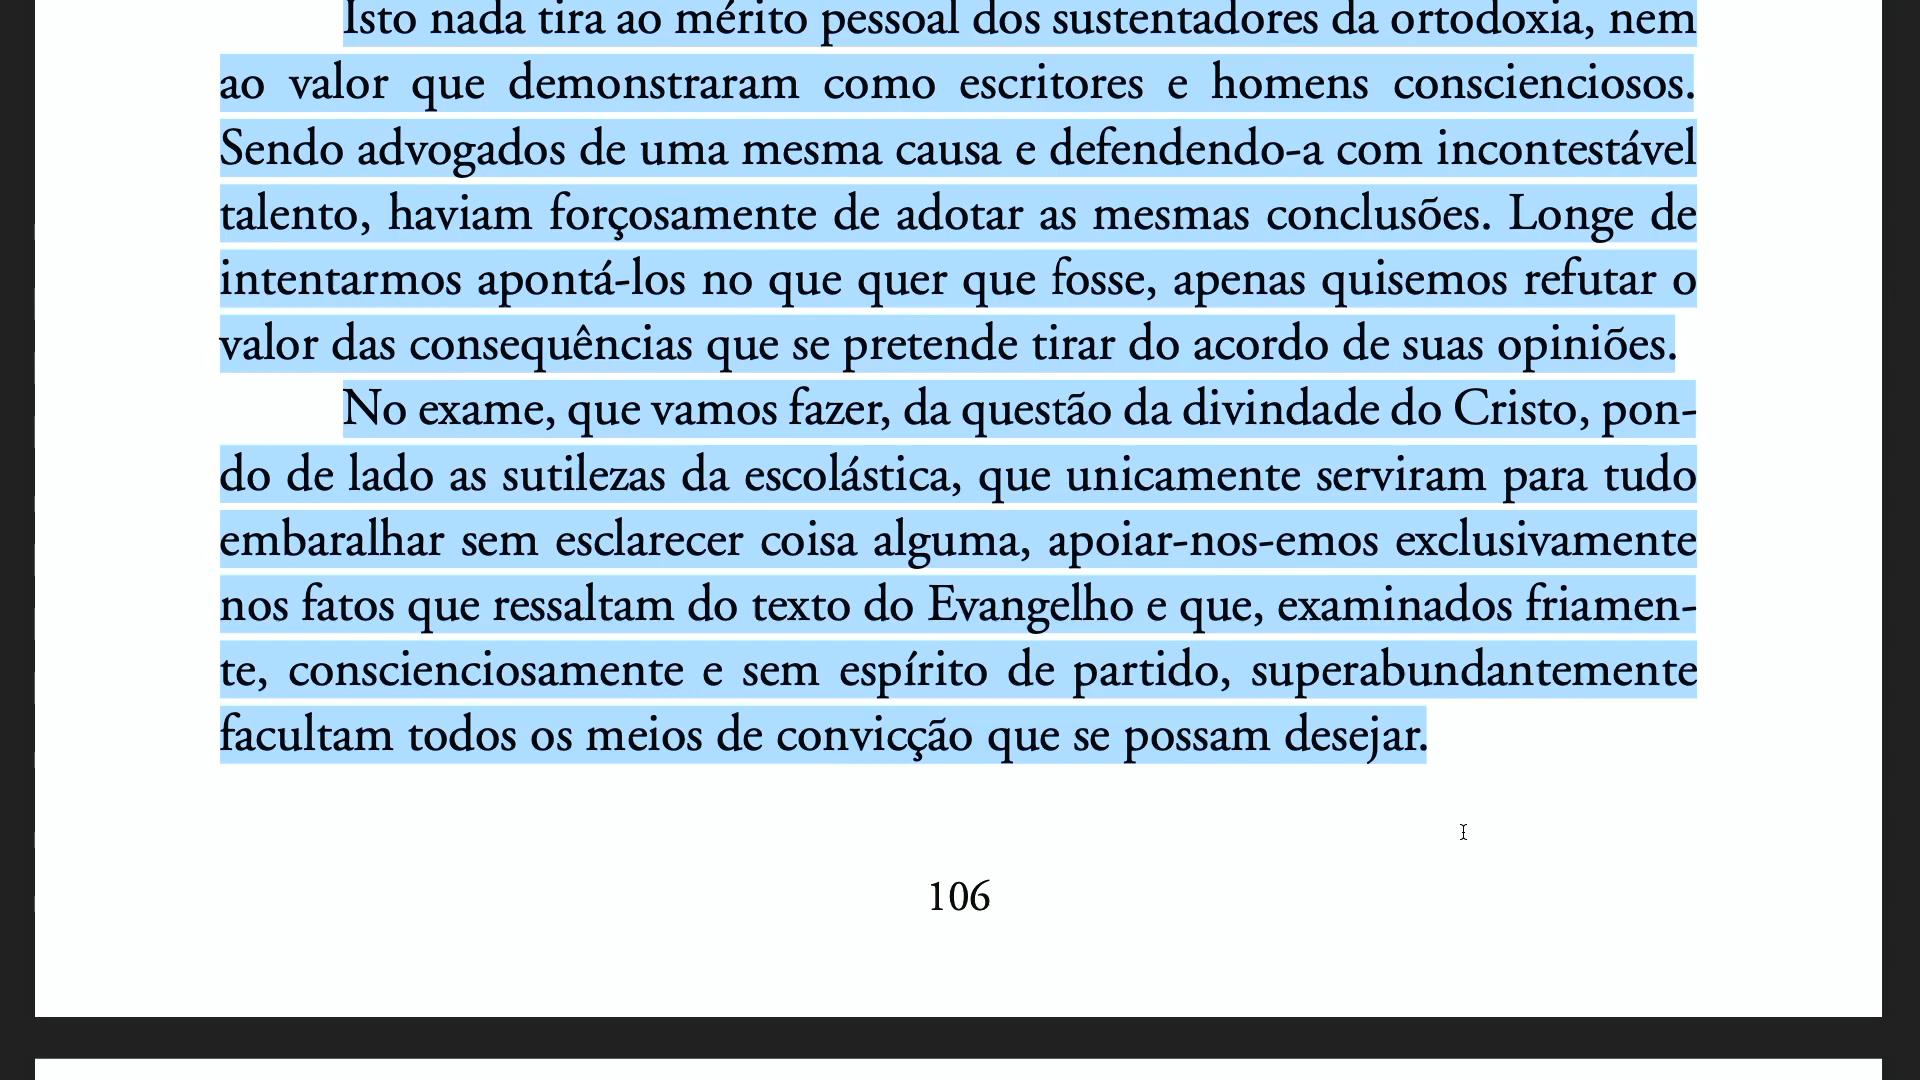 Isto nada tira ao mérito pessoal dos sustentadores da ortodoxia, nem
ao valor que demonstraram como escritores e homens conscienciosos.
Sendo advogados de uma mesma causa e defendendo-a com incontestável
talento, haviam forçosamente de adotar as mesmas conclusões. Longe de
intentarmos apontá-los no que quer que fosse, apenas quisemos refutar o
valor das consequências que se pretende tirar do acordo de suas opiniões.
No exame, que vamos fazer, da questão da divindade do Cristo, pon-
do de lado as sutilezas da escolástica, que unicamente serviram para tudo
embaralhar sem esclarecer coisa alguma, apoiar-nos-emos exclusivamente
nos fatos que ressaltam do texto do Evangelho e que, examinados friamen-
te, conscienciosamente e sem espírito de partido, superabundantemente
facultam todos os meios de convicção que se possam desejar.
106